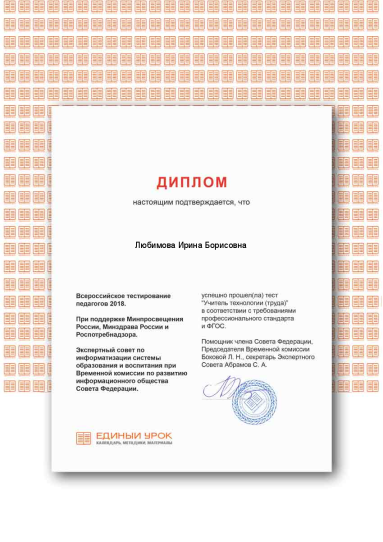 ДИПЛОМ
настоящим подтверждается, что
Любимова Ирина Борисовна
Всероссийское тестирование
педагогов 2018.
При поддержке Минпросвещения
России, Минздрава России и
Роспотребнадзора.
Экспертный совет по
информатизации системы
образования и воспитания при
Временной комиссии по развитию
информационного общества
Совета Федерации.
успешно прошел(ла) тест
"Учитель технологии (труда)"
в соответствии с требованиями
профессионального стандарта
и ФГОС.
Помощник члена Совета Федерации,
Председателя Временной комиссии
Боковой Л. Н., секретарь Экспертного
Совета Абрамов С. А.
ЕДИНЫЙ УРОК
КАЛЕНДАРЬ МЕТОДИКИ МАТЕРИАЛЫ